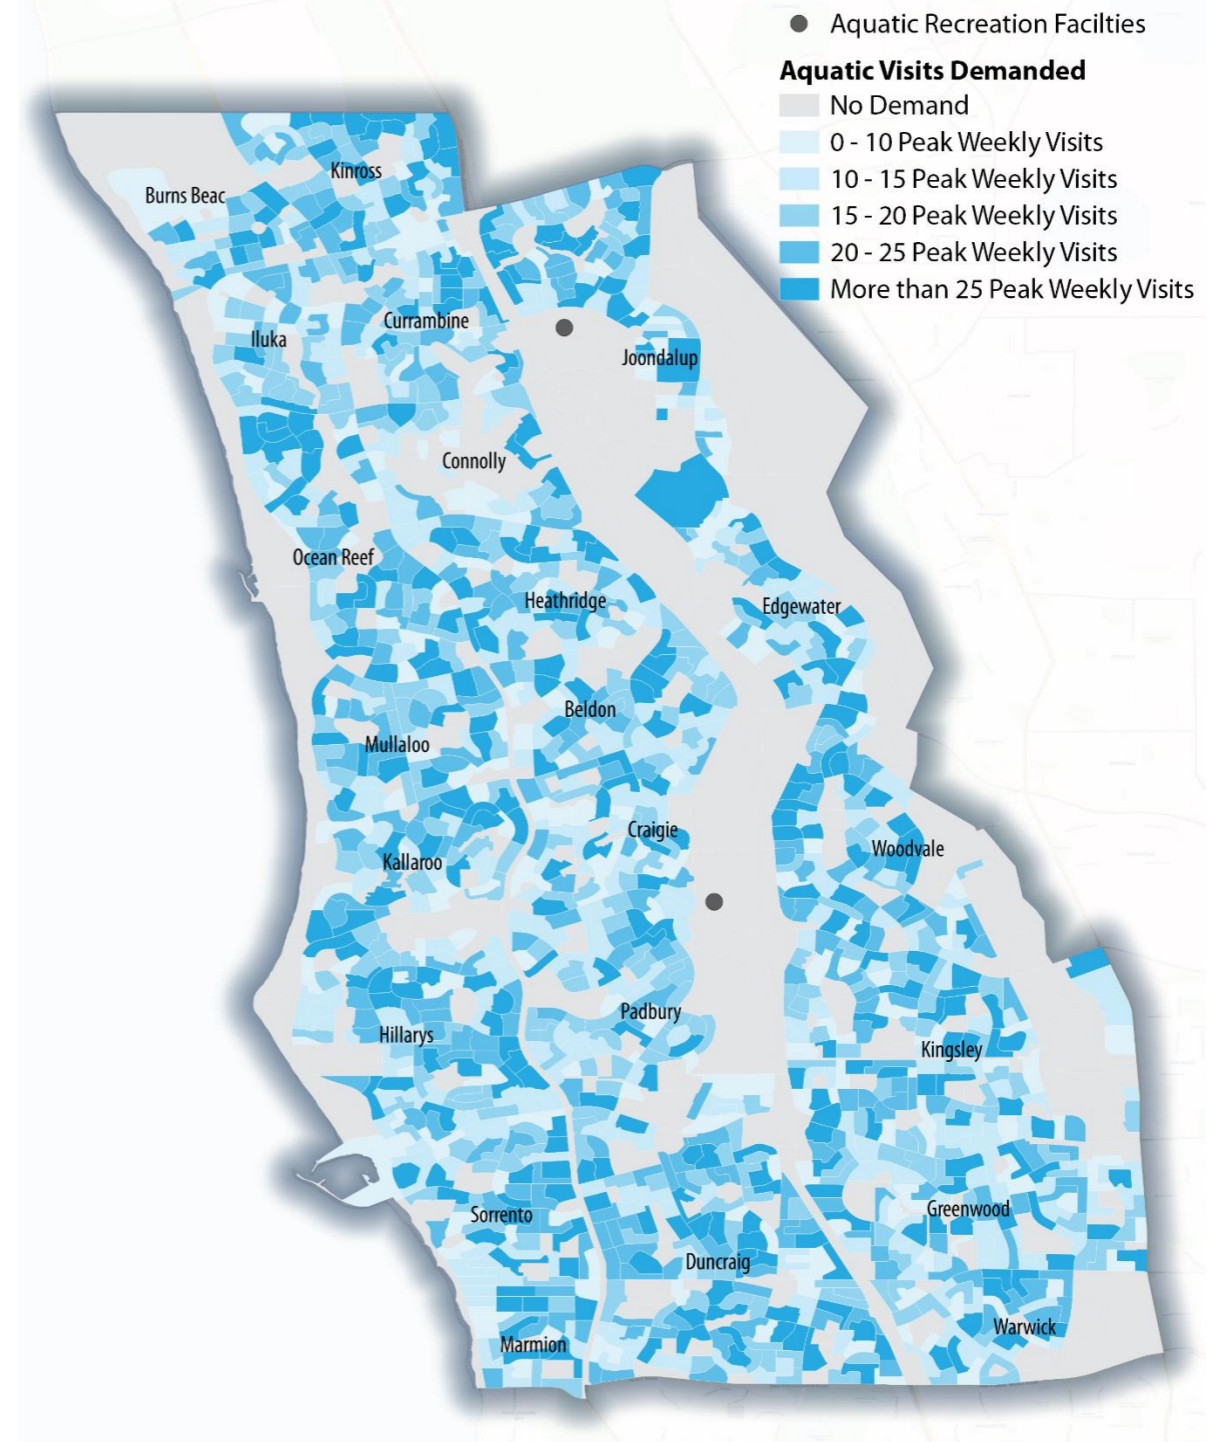 Aquatic Recreation Facilties
Aquatic Visits Demanded
No Demand
0 - 10 Peak Weekly Visits
10 - 15 Peak Weekly Visits
15 - 20 Peak Weekly Visits
20 - 25 Peak Weekly Visits
More than 25 Peak Weekly Visits
Kinross
Burns Beac
Currambine
Iluka
Joondalup
Connolly
Ocean Reef
Heathridge
Edgewater
Beldon
Mullaloo
Craigie
Woodvale
Kallaroo
Padbury
Hillarys
Kingsley
Sorrento
Greenwood
Duncraig
Warwick
Marmion